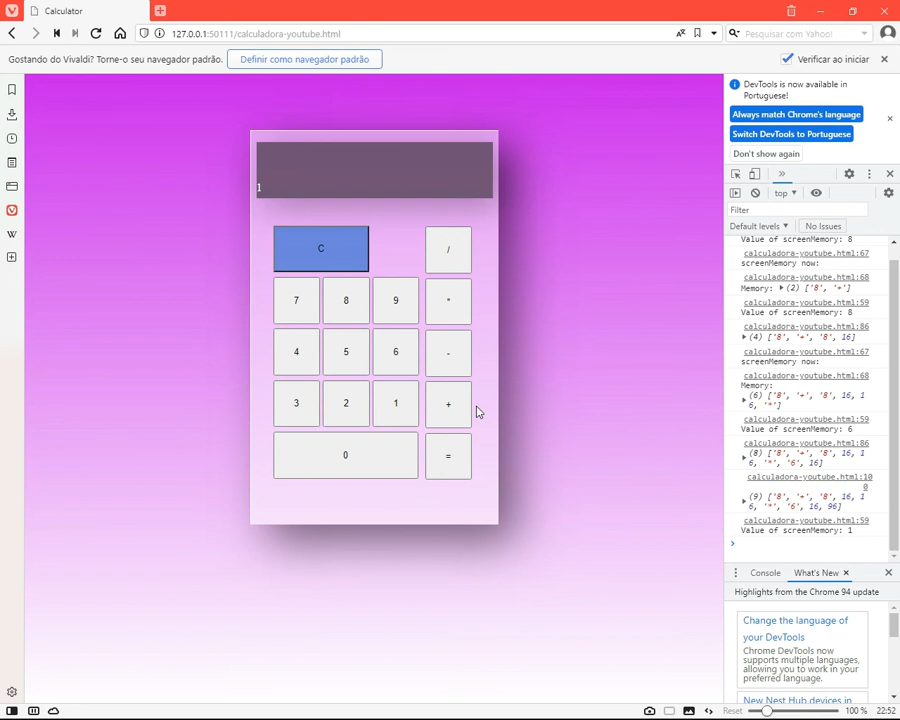 Calculator
127.0.0.1:50111/calculadora-youtube.html
Pesquisar com Yahoo!
Gostando do Vivaldi? Torne-o seu navegador padrão.
Definir como navegador padrão
Verificar ao iniciar
1
C
/
7
8
9
*
4
5
6
-
3
2
1
+
0
=
DevTools is now available in
Portuguese!
Always match Chrome's language
Switch DevTools to Portuguese
Don't show again
top
Filter
Default levels
No Issues
Value of screenMemory: 8
calculadora-youtube.html:67
screenMemory now:
calculadora-youtube.html:68
Memory: (2) ['8', '+']
calculadora-youtube.html:59
Value of screenMemory: 8
calculadora-youtube.html:86
(4) ['8', '+', '8', 16]
calculadora-youtube.html:67
screenMemory now:
calculadora-youtube.html:68
Memory:
(6) ['8', '+', '8', 16, 1
6, '*']
calculadora-youtube.html:59
Value of screenMemory: 6
calculadora-youtube.html:86
(8) ['8', '+', '8', 16, 1
6, '*', '6', 16]
calculadora-youtube.html:10
0
(9) ['8', '+', '8', 16, 1
6, '*', '6', 16, 96]
calculadora-youtube.html:59
Value of screenMemory: 1
Console
What's New
Highlights from the Chrome 94 update
Change the language of
your DevTools
Chrome DevTools now
supports multiple languages,
allowing you to work in your
preferred language.
New Nest Hub devices in
Reset
100 %
22:52